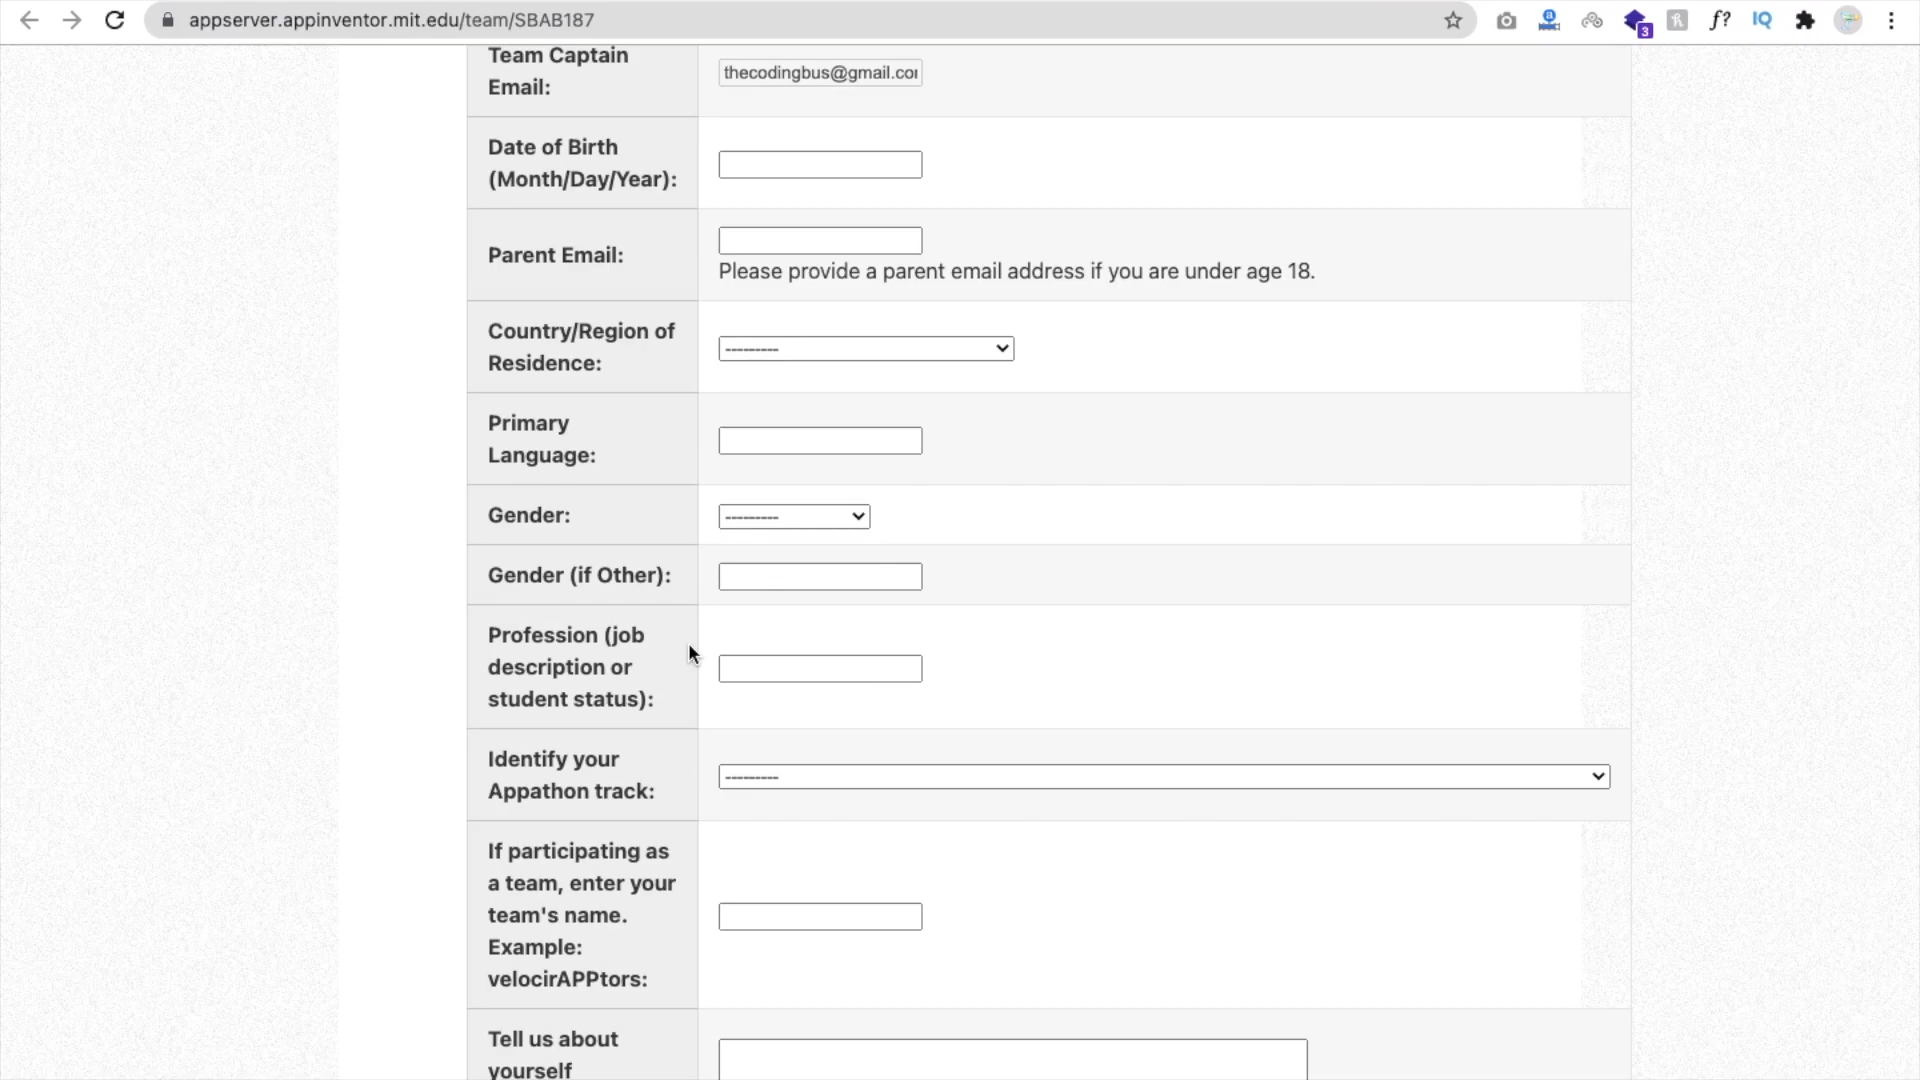 appserver.appinventor.mit.edu/team/SBAB187
3
f?
IQ
Team Captain
Email:
thecodingbus@gmail.com
Date of Birth
(Month/Day/Year):
Parent Email:
Please provide a parent email address if you are under age 18.
Country/Region of
Residence:
---------
Primary
Language:
Gender:
---------
Gender (if Other):
Profession (job
description or
student status):
Identify your
Appathon track:
---------
If participating as
a team, enter your
team's name.
Example:
velocirAPPtors:
Tell us about
yourself